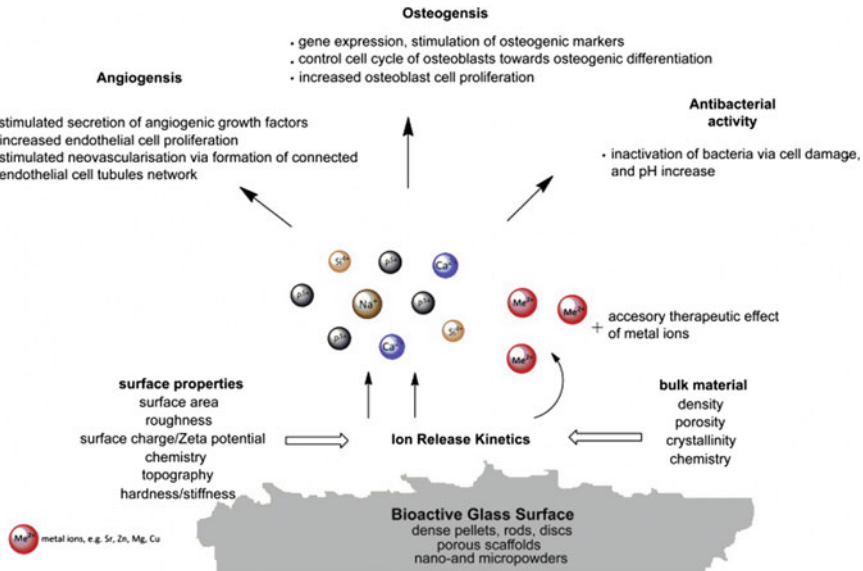 Osteogensis
· gene expression, stimulation of osteogenic markers
· control cell cycle of osteoblasts towards osteogenic differentiation
· increased osteoblast cell proliferation
Angiogensis
stimulated secretion of angiogenic growth factors
increased endothelial cell proliferation
stimulated neovascularisation via formation of connected
endothelial cell tubules network
Antibacterial
activity
· inactivation of bacteria via cell damage,
and pH increase
Si⁴⁺
P⁵⁺
Ca²⁺
P⁵⁺
Na⁺
P⁵⁺
P⁵⁺
Ca²⁺
Si⁴⁺
Me²⁺
Me²⁺
Me²⁺
+ accesory therapeutic effect
of metal ions
surface properties
surface area
roughness
surface charge/Zeta potential
chemistry
topography
hardness/stiffness
Ion Release Kinetics
bulk material
density
porosity
crystallinity
chemistry
Bioactive Glass Surface
dense pellets, rods, discs
porous scaffolds
nano-and micropowders
Me²⁺ metal ions, e.g. Sr, Zn, Mg, Cu